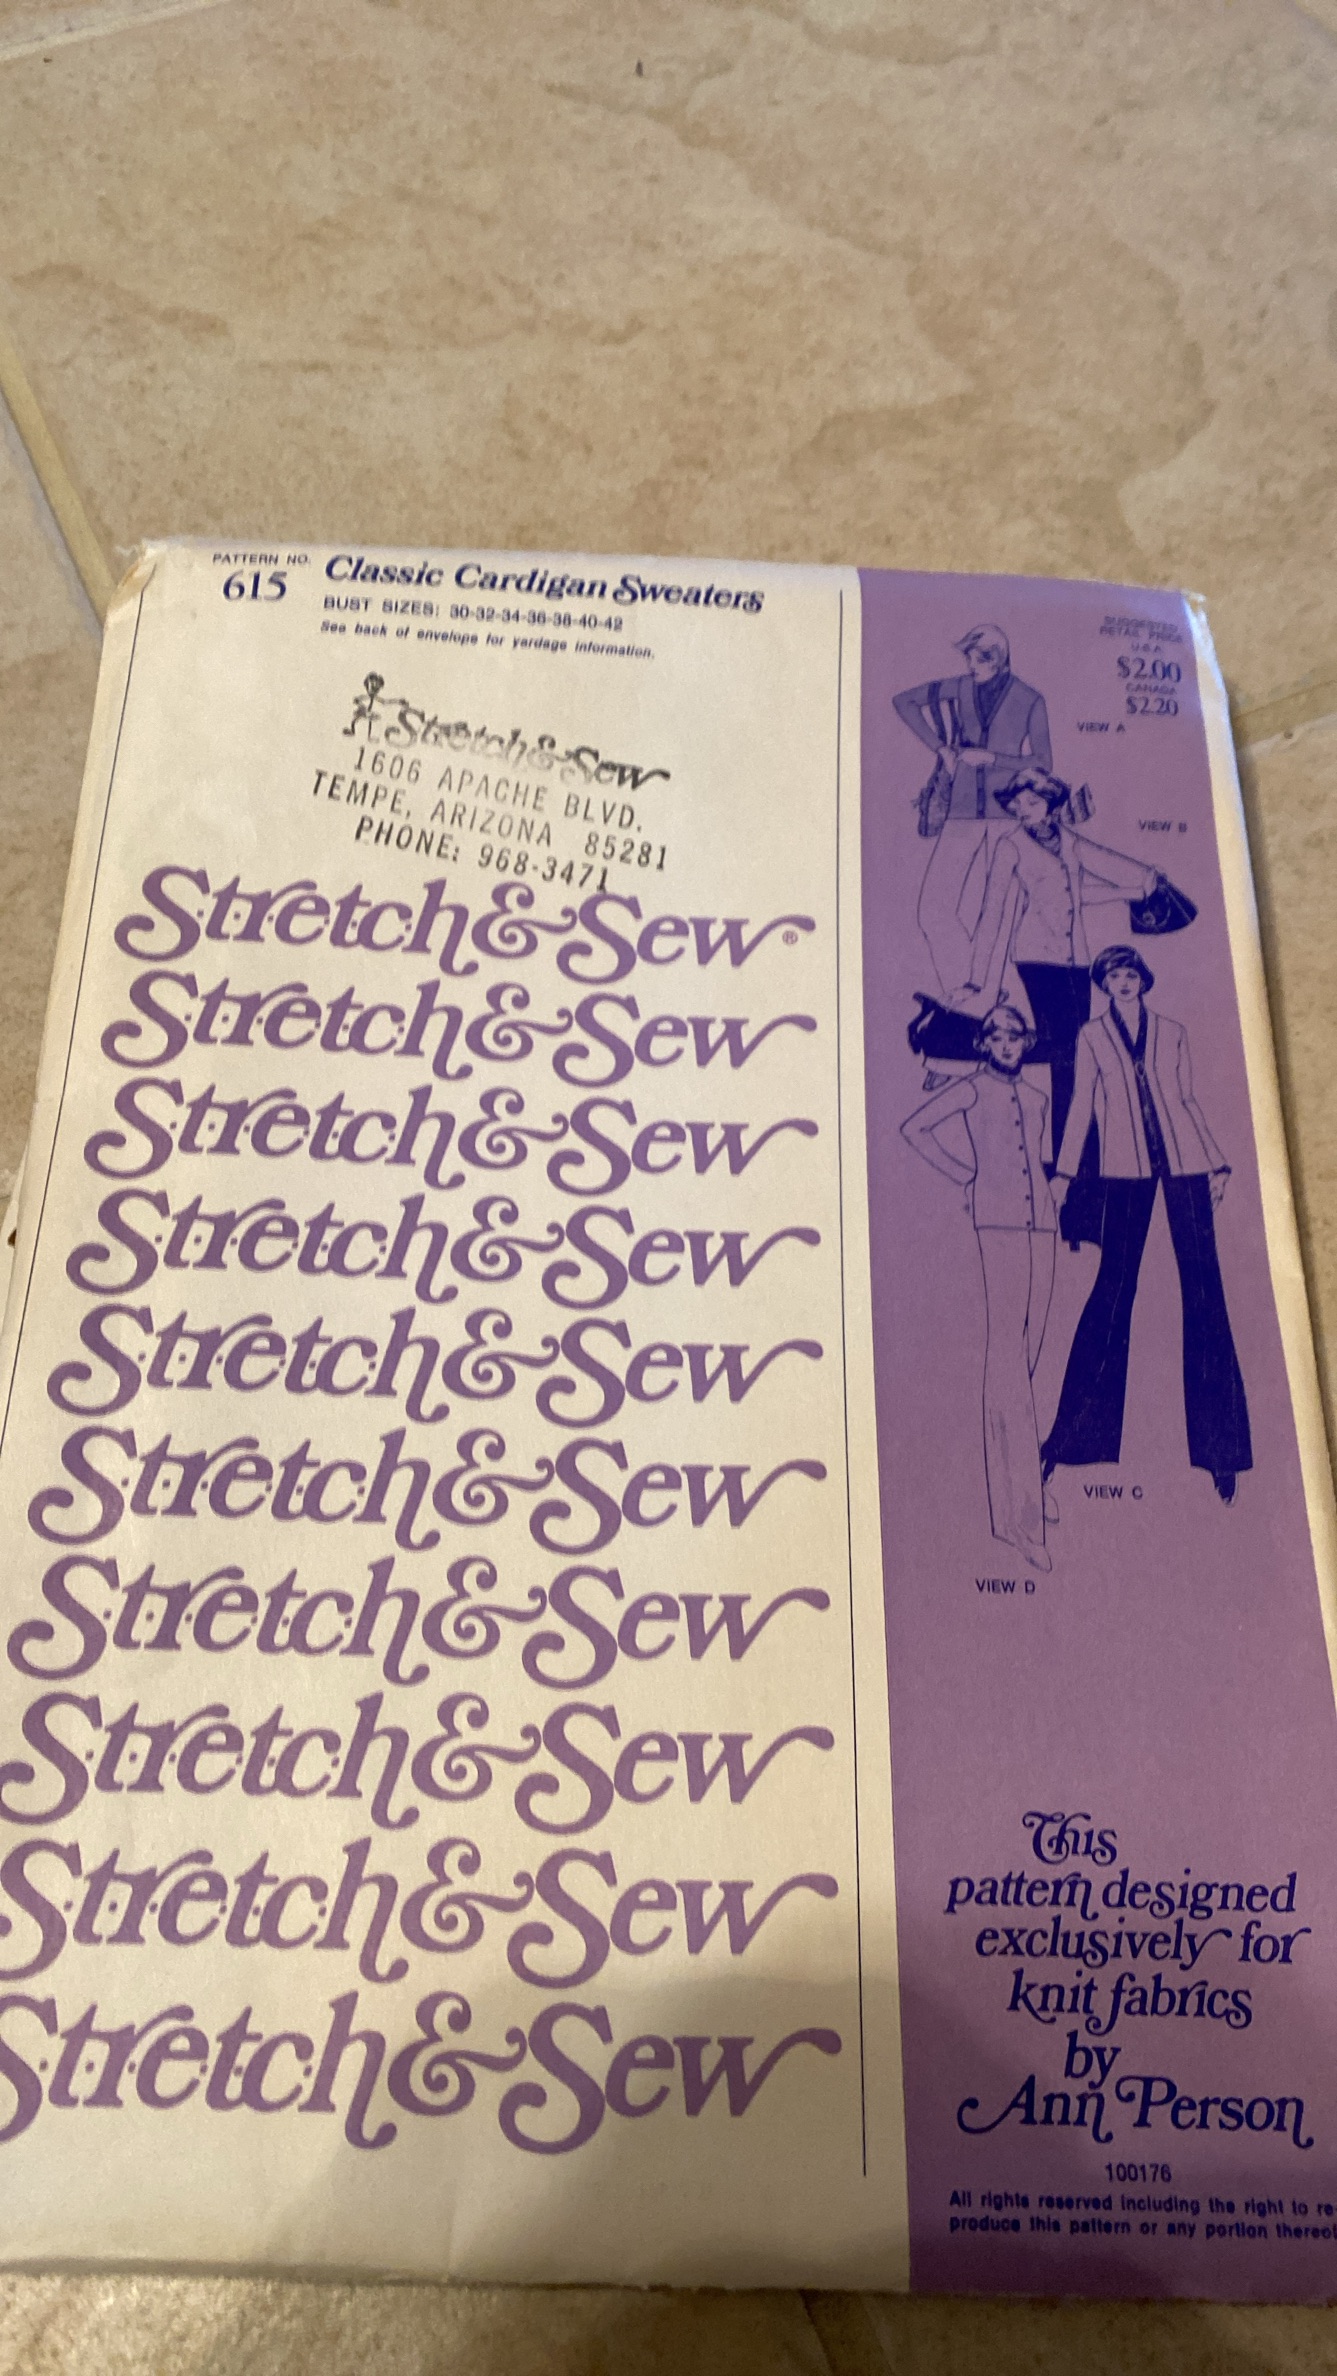 PATTERN NO.
615
Classic Cardigan Sweaters
BUST SIZES: 30-32-34-36-38-40-42
See back of envelope for yardage information.
Stretch & Sew
1606 APACHE BLVD.
TEMPE, ARIZONA 85281
PHONE: 968-3471
Stretch & Sew®
Stretch & Sew
Stretch & Sew
Stretch & Sew
Stretch & Sew
Stretch & Sew
Stretch & Sew
Stretch & Sew
Stretch & Sew
Stretch & Sew
SUGGESTED
RETAIL PRICE
U.S.A.
$2.00
CANADA
$2.20
VIEW A
VIEW B
VIEW C
VIEW D
This
pattern designed
exclusively for
knit fabrics
by
Ann Person
100176
All rights reserved including the right to re-
produce this pattern or any portion thereof